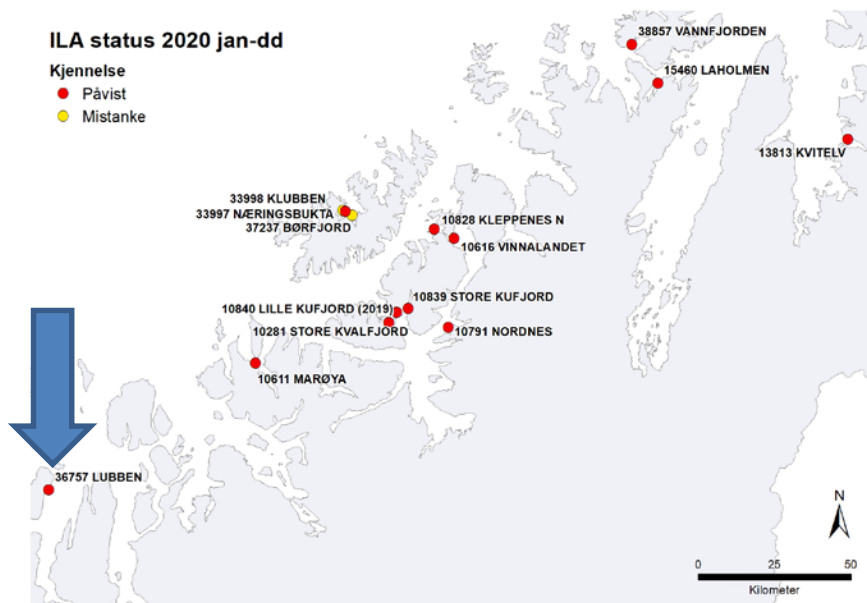 ILA status 2020 jan-dd
Kjennelse
Påvist
Mistanke
38857 VANNFJORDEN
15460 LAHOLMEN
13813 KVITELV
33998 KLUBBEN
33997 NÆRINGSBUKTA
37237 BØRFJORD
10828 KLEPPENES N
10616 VINNALANDET
10839 STORE KUFJORD
10840 LILLE KUFJORD (2019)
10281 STORE KVALFJORD
10791 NORDNES
10611 MARØYA
36757 LUBBEN
N
0 25 50
Kilometer